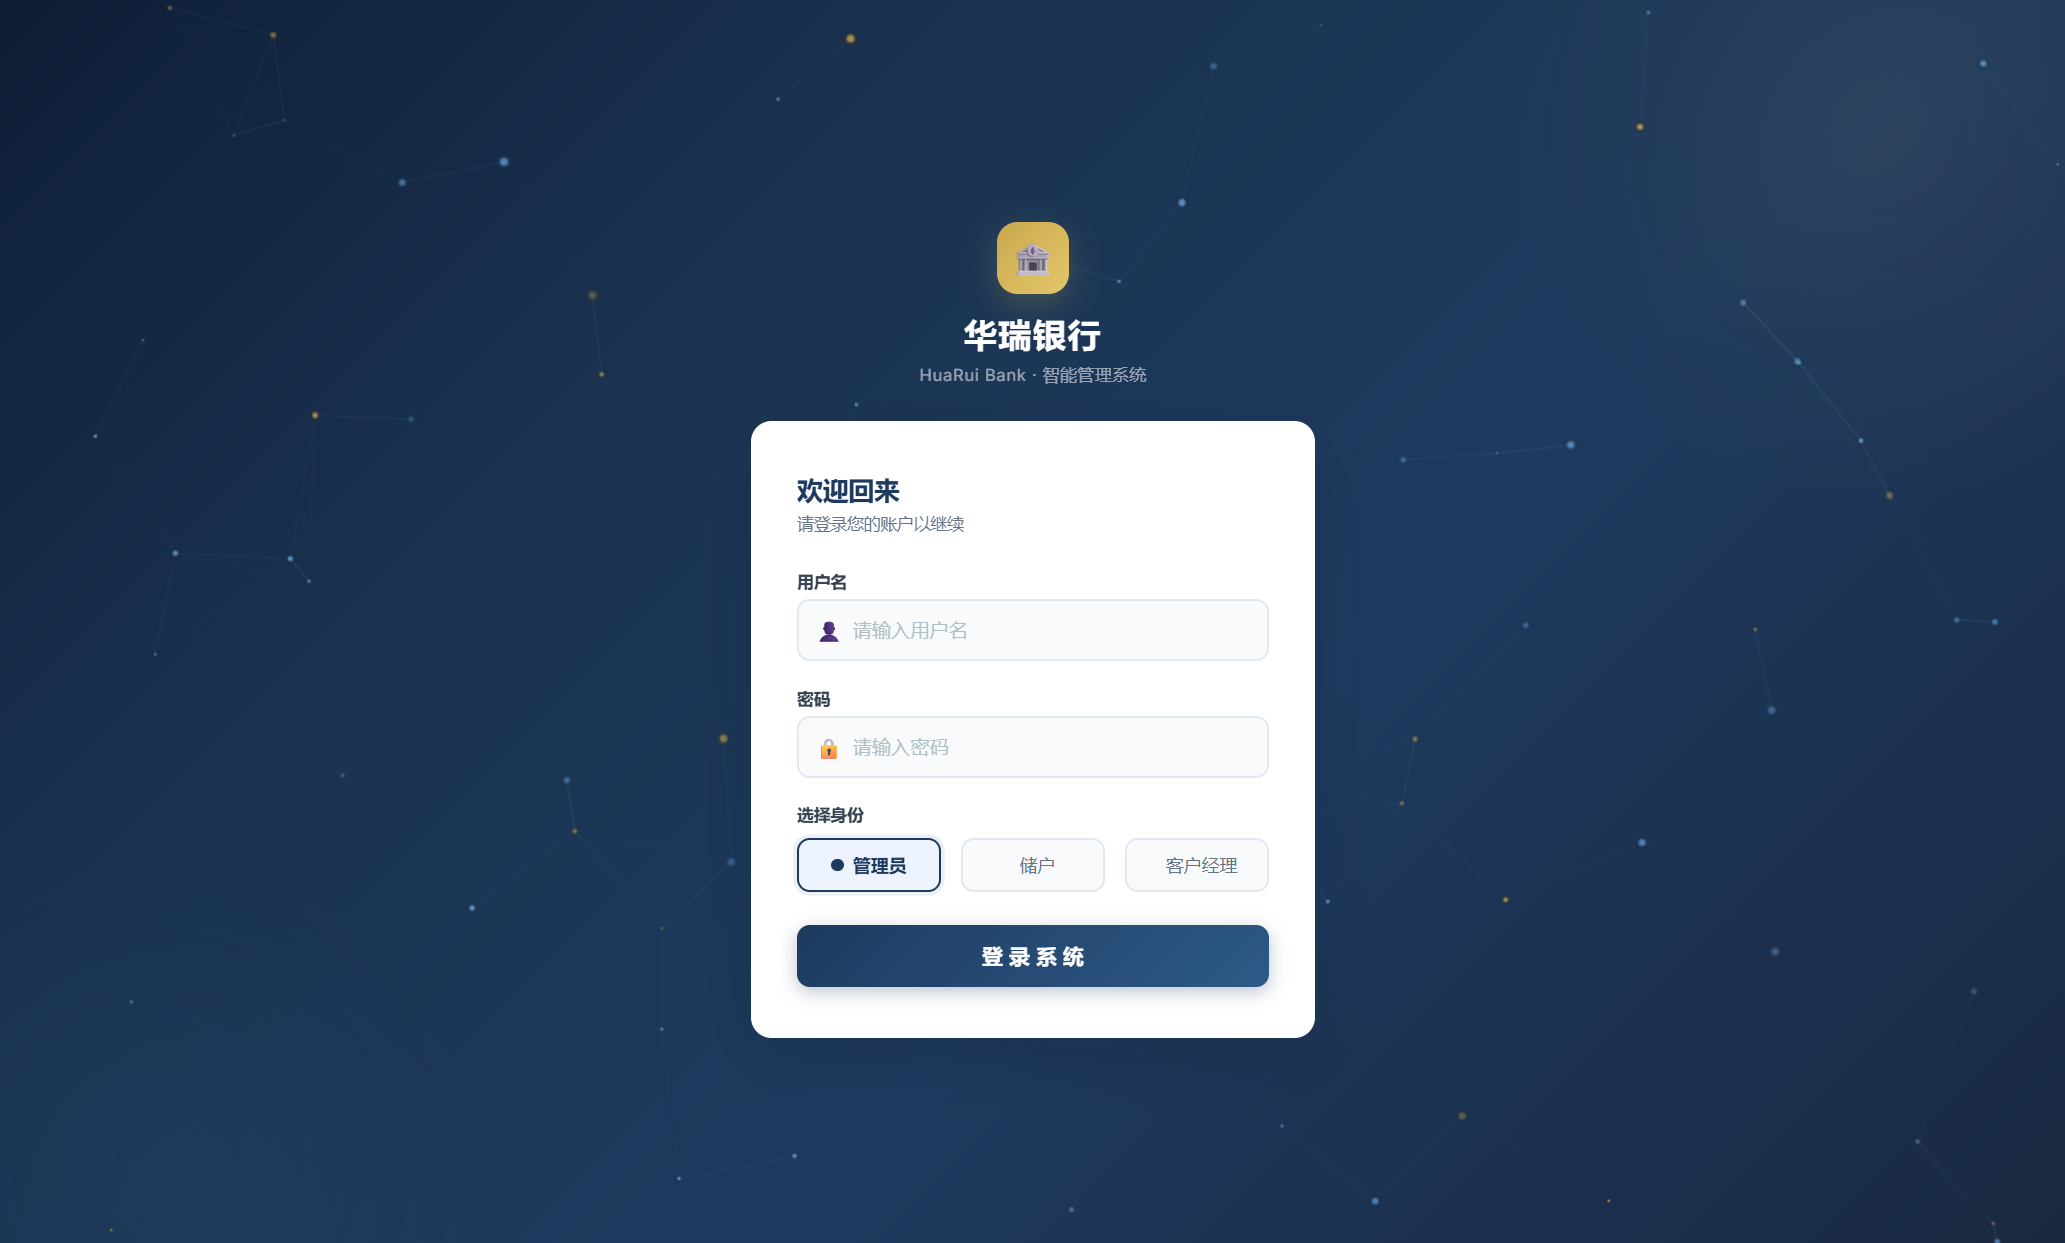 华瑞银行
HuaRui Bank · 智能管理系统
欢迎回来
请登录您的账户以继续
用户名
请输入用户名
密码
请输入密码
选择身份
管理员 储户 客户经理
登录系统